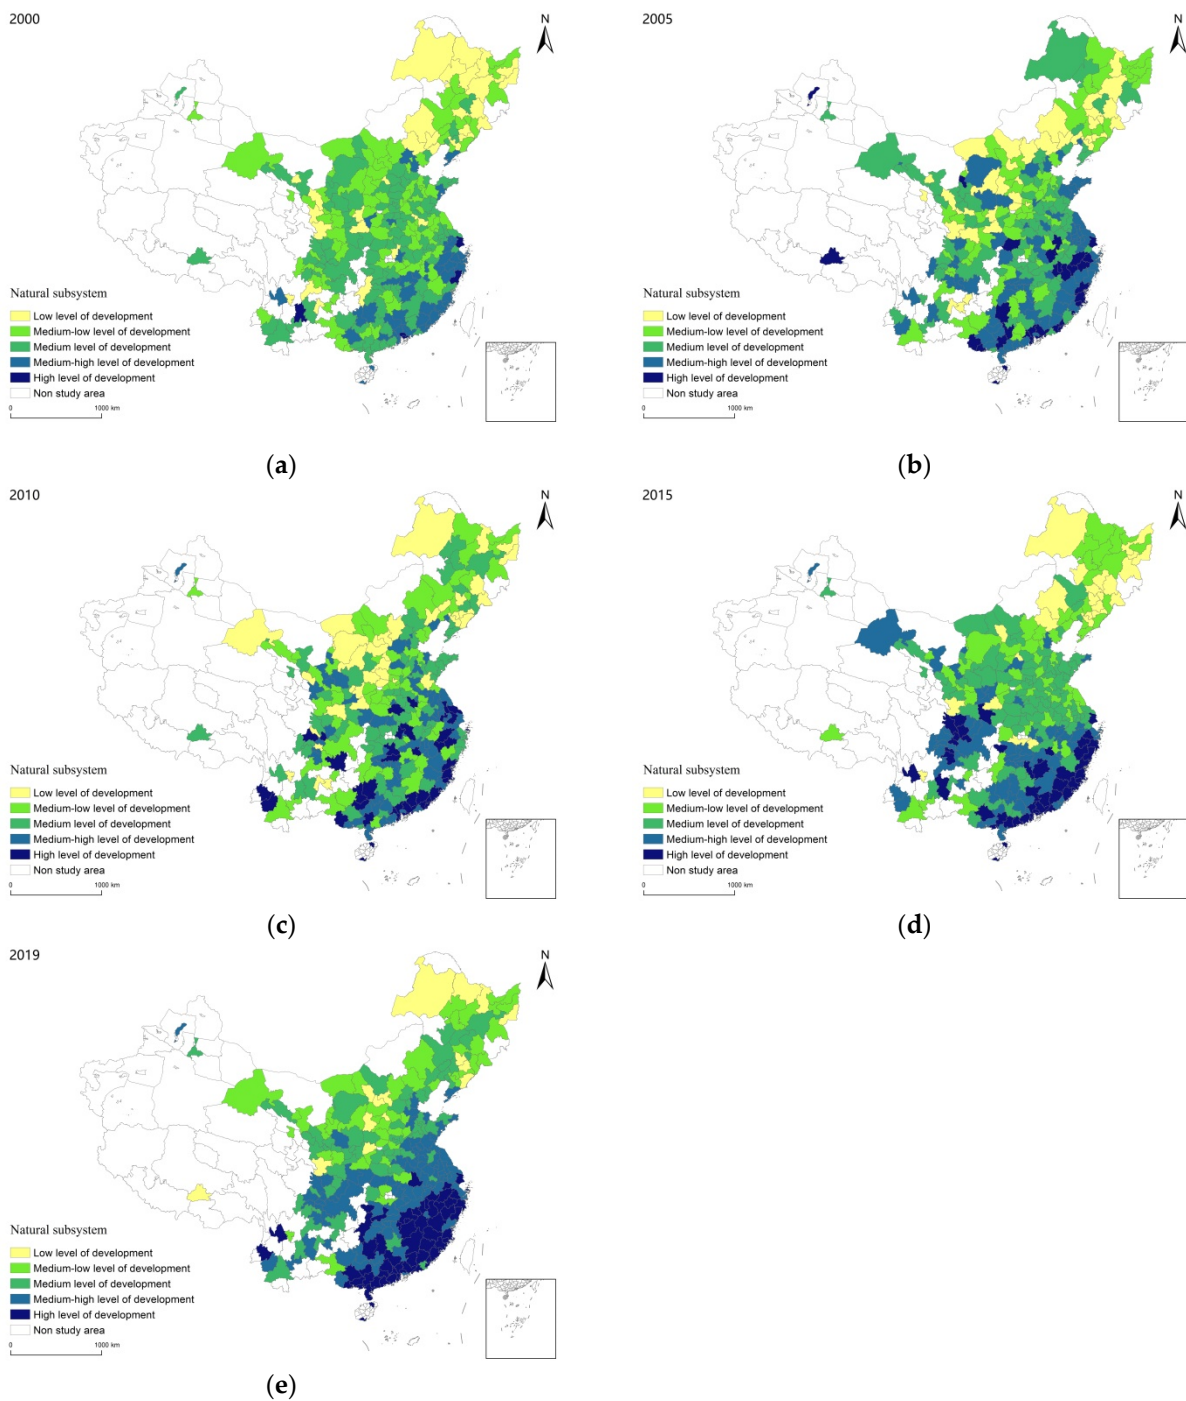 2000
N
Natural subsystem
Low level of development
Medium-low level of development
Medium level of development
Medium-high level of development
High level of development
Non study area
0 1000 km
(a)
2005
N
Natural subsystem
Low level of development
Medium-low level of development
Medium level of development
Medium-high level of development
High level of development
Non study area
0 1000 km
(b)
2010
N
Natural subsystem
Low level of development
Medium-low level of development
Medium level of development
Medium-high level of development
High level of development
Non study area
0 1000 km
(c)
2015
N
Natural subsystem
Low level of development
Medium-low level of development
Medium level of development
Medium-high level of development
High level of development
Non study area
0 1000 km
(d)
2019
N
Natural subsystem
Low level of development
Medium-low level of development
Medium level of development
Medium-high level of development
High level of development
Non study area
0 1000 km
(e)